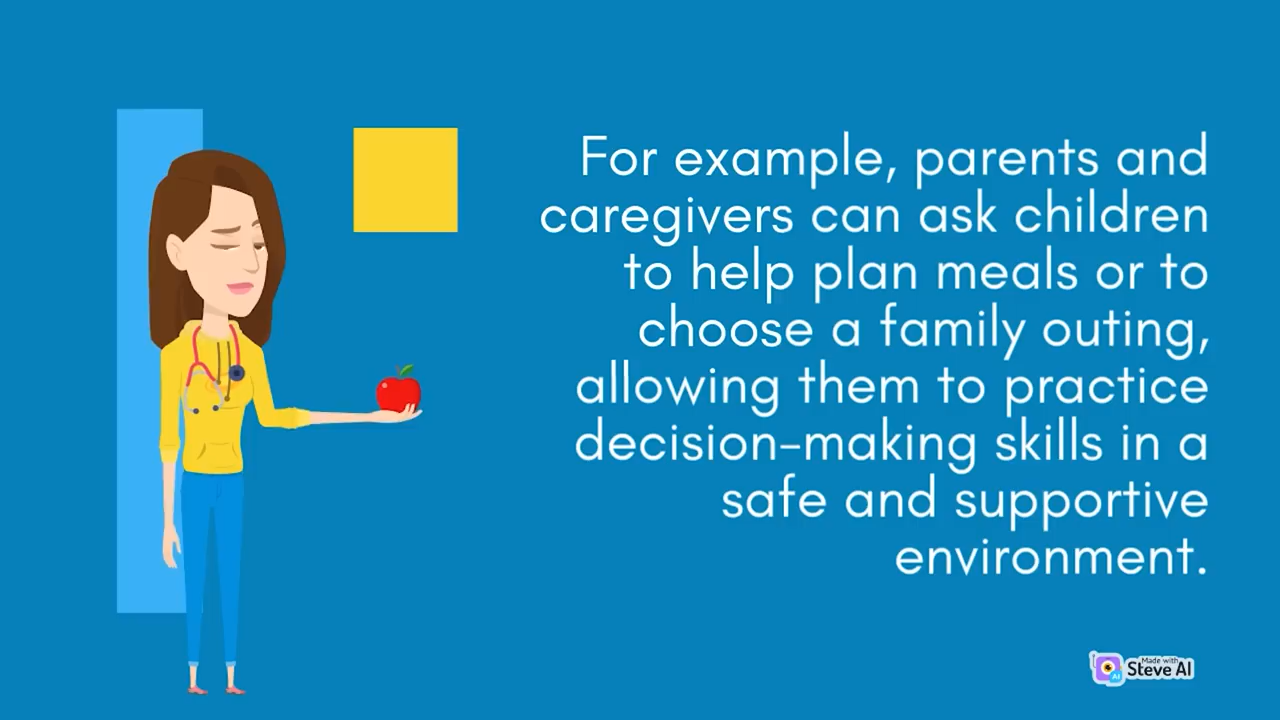 For example, parents and
caregivers can ask children
to help plan meals or to
choose a family outing,
allowing them to practice
decision-making skills in a
safe and supportive
environment.
Made with
Steve AI
AI